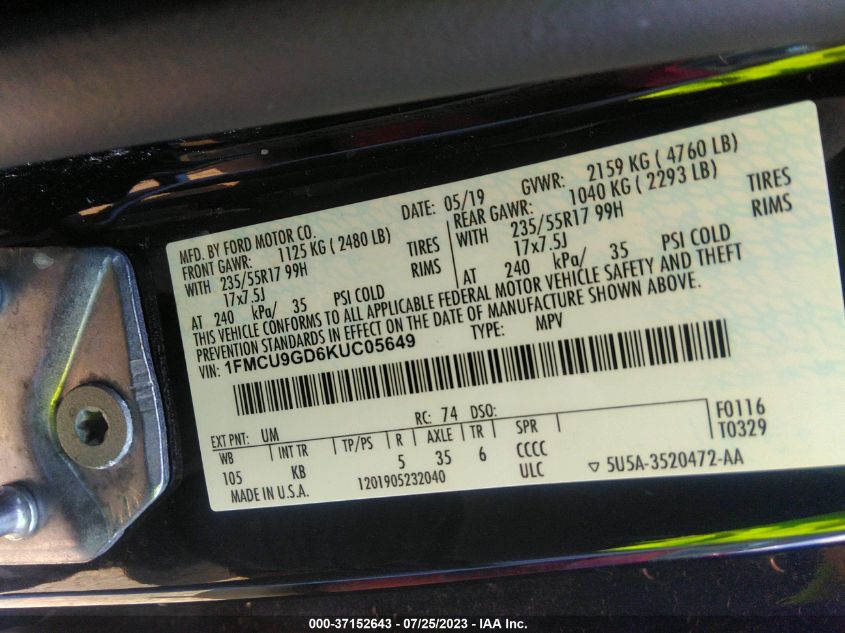 MFD. BY FORD MOTOR CO.
DATE: 05/19 GVWR: 2159 KG ( 4760 LB)
FRONT GAWR: 1125 KG ( 2480 LB) REAR GAWR: 1040 KG ( 2293 LB)
WITH 235/55R17 99H TIRES WITH 235/55R17 99H TIRES
17x7.5J RIMS 17x7.5J RIMS
AT 240 kPa/ 35 PSI COLD AT 240 kPa/ 35 PSI COLD
THIS VEHICLE CONFORMS TO ALL APPLICABLE FEDERAL MOTOR VEHICLE SAFETY AND THEFT
PREVENTION STANDARDS IN EFFECT ON THE DATE OF MANUFACTURE SHOWN ABOVE.
VIN: 1FMCU9GD6KUC05649 TYPE: MPV
EXT PNT: UM RC: 74 DSO: F0116
T0329
WB INT TR TP/PS R AXLE TR SPR
105 KB 5 35 6 CCCC
MADE IN U.S.A. 1201905232040 ULC ▽ 5U5A-3520472-AA
000-37152643 - 07/25/2023 - IAA Inc.